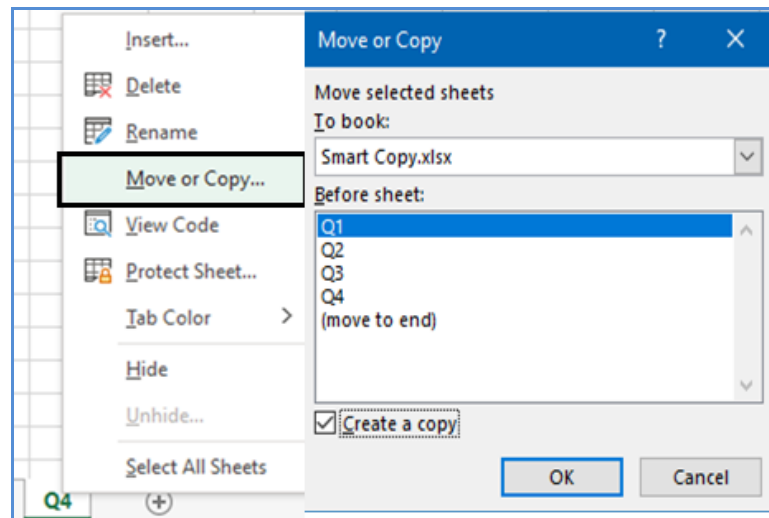 Insert...
Delete
Rename
Move or Copy...
View Code
Protect Sheet...
Tab Color
Hide
Unhide...
Select All Sheets
Q4
Move or Copy
Move selected sheets
To book:
Smart Copy.xlsx
Before sheet:
Q1
Q2
Q3
Q4
(move to end)
Create a copy
OK Cancel